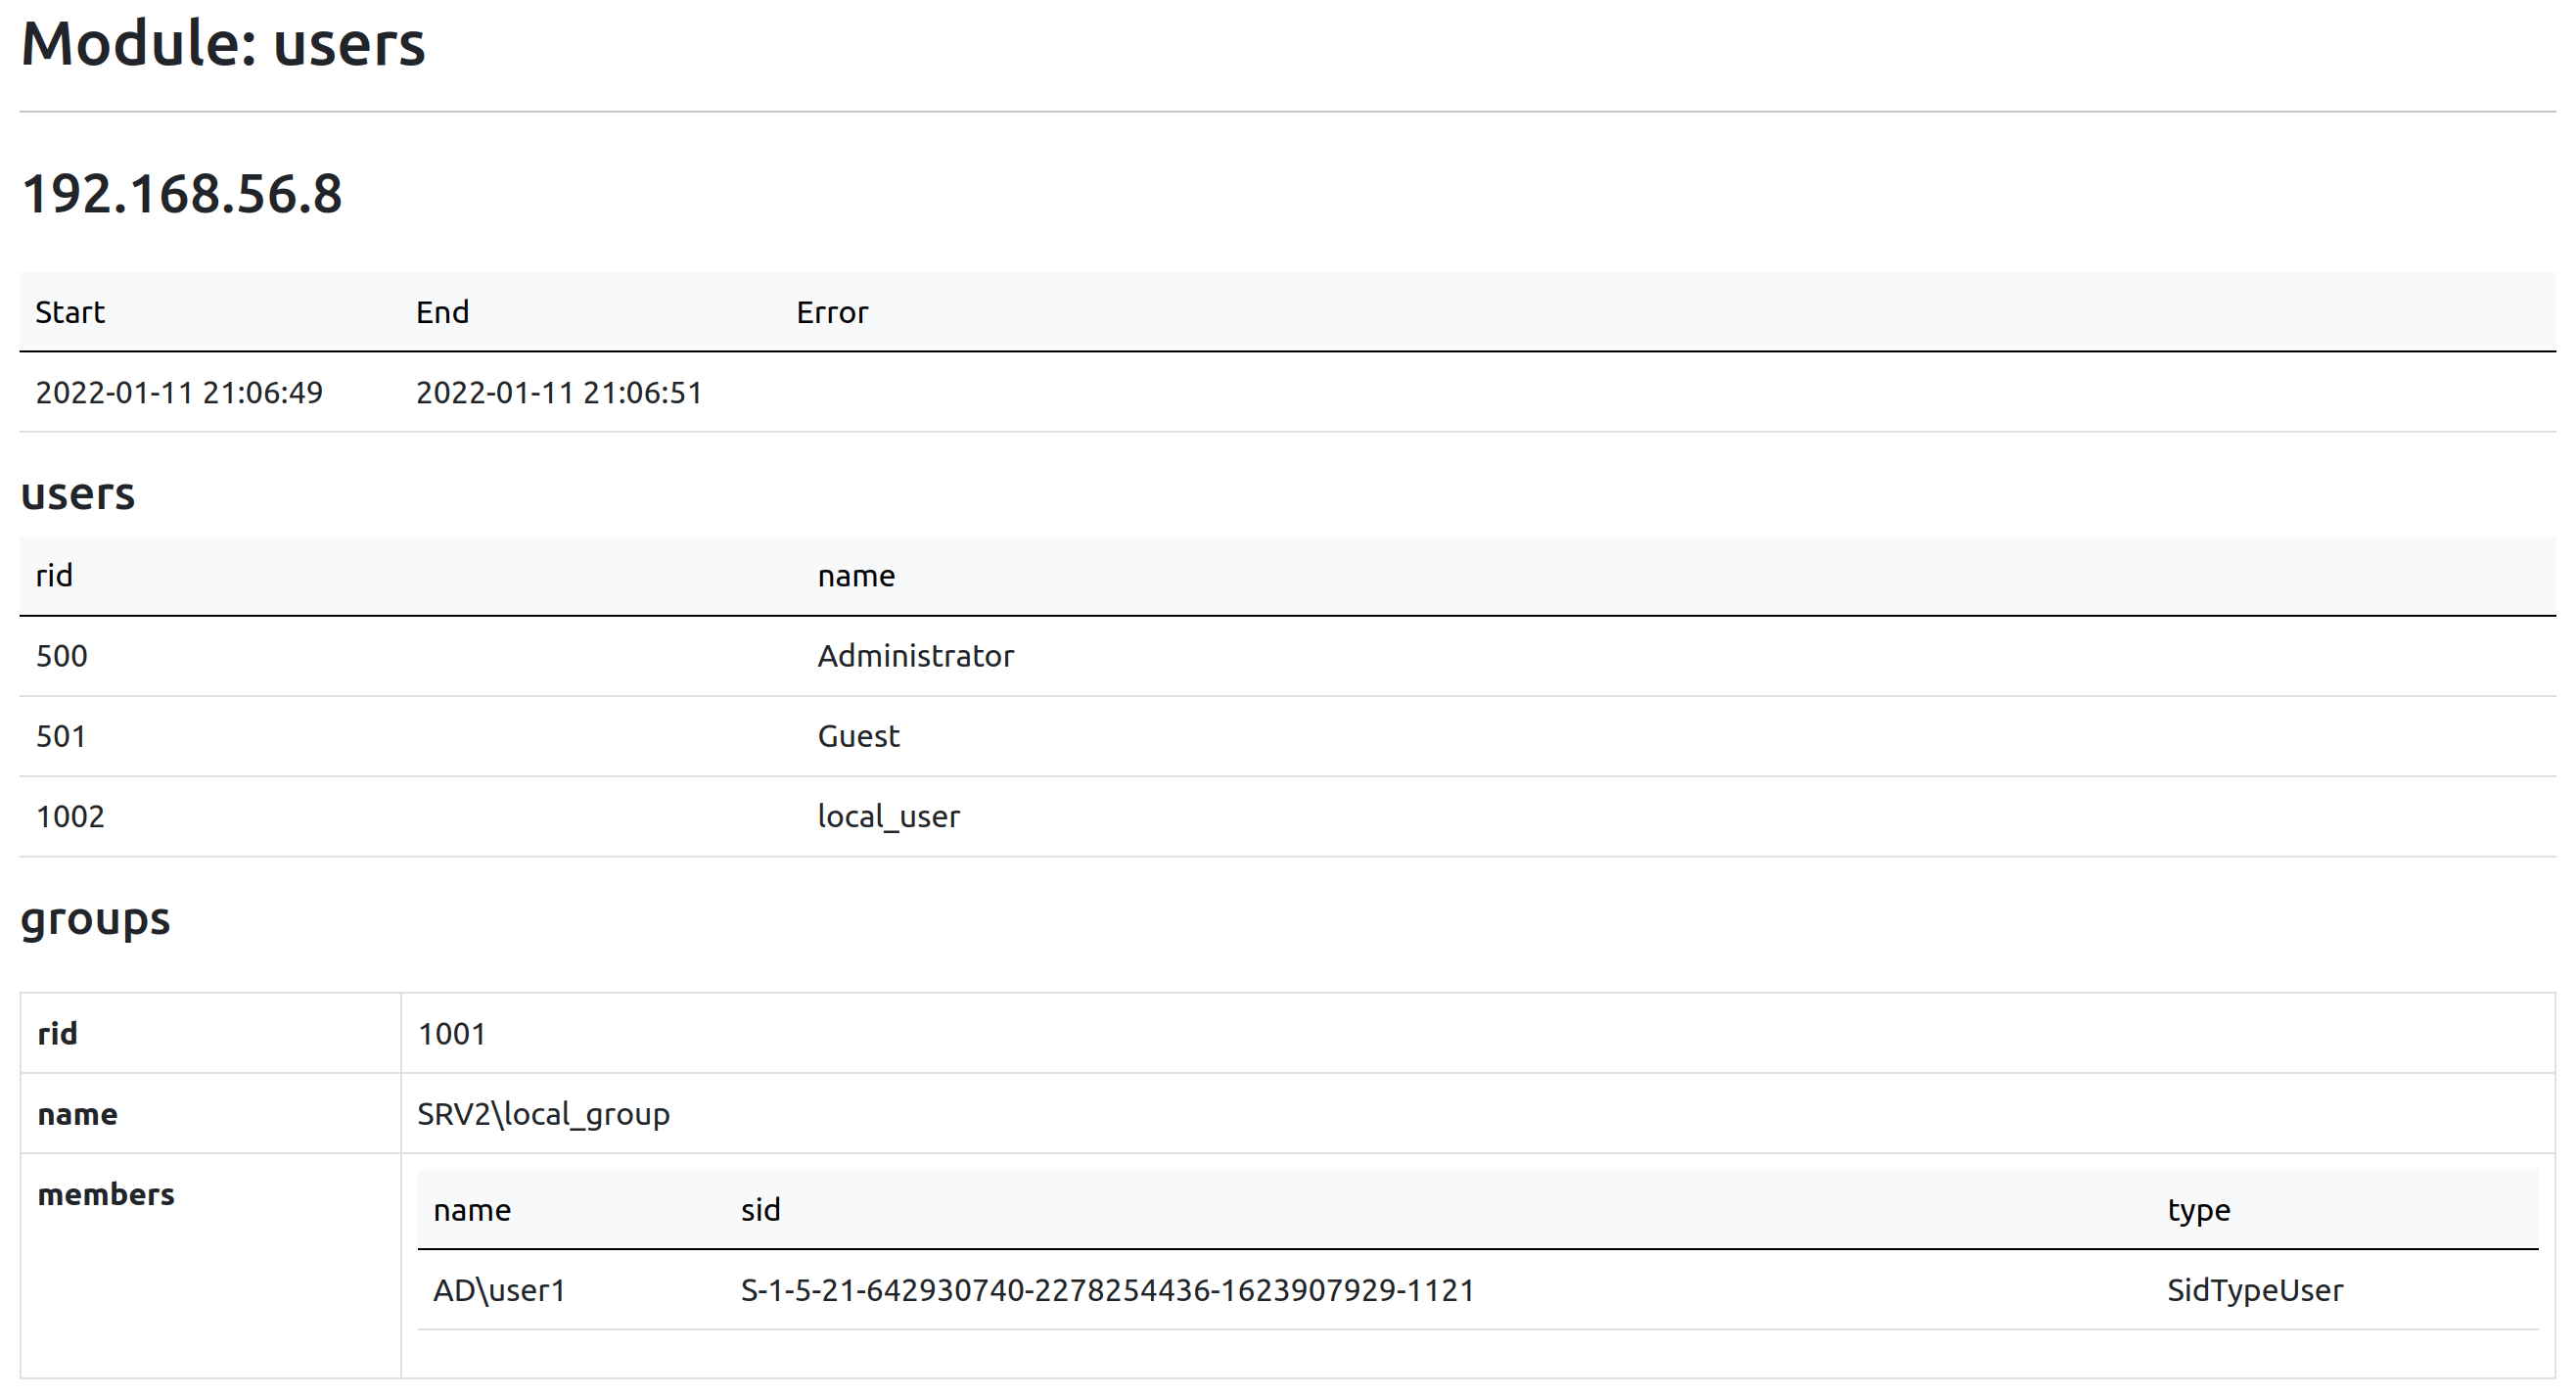 Module: users
192.168.56.8
Start End Error
2022-01-11 21:06:49 2022-01-11 21:06:51
users
rid name
500 Administrator
501 Guest
1002 local_user
groups
rid 1001
name SRV2\local_group
members name sid type
AD\user1 S-1-5-21-642930740-2278254436-1623907929-1121 SidTypeUser